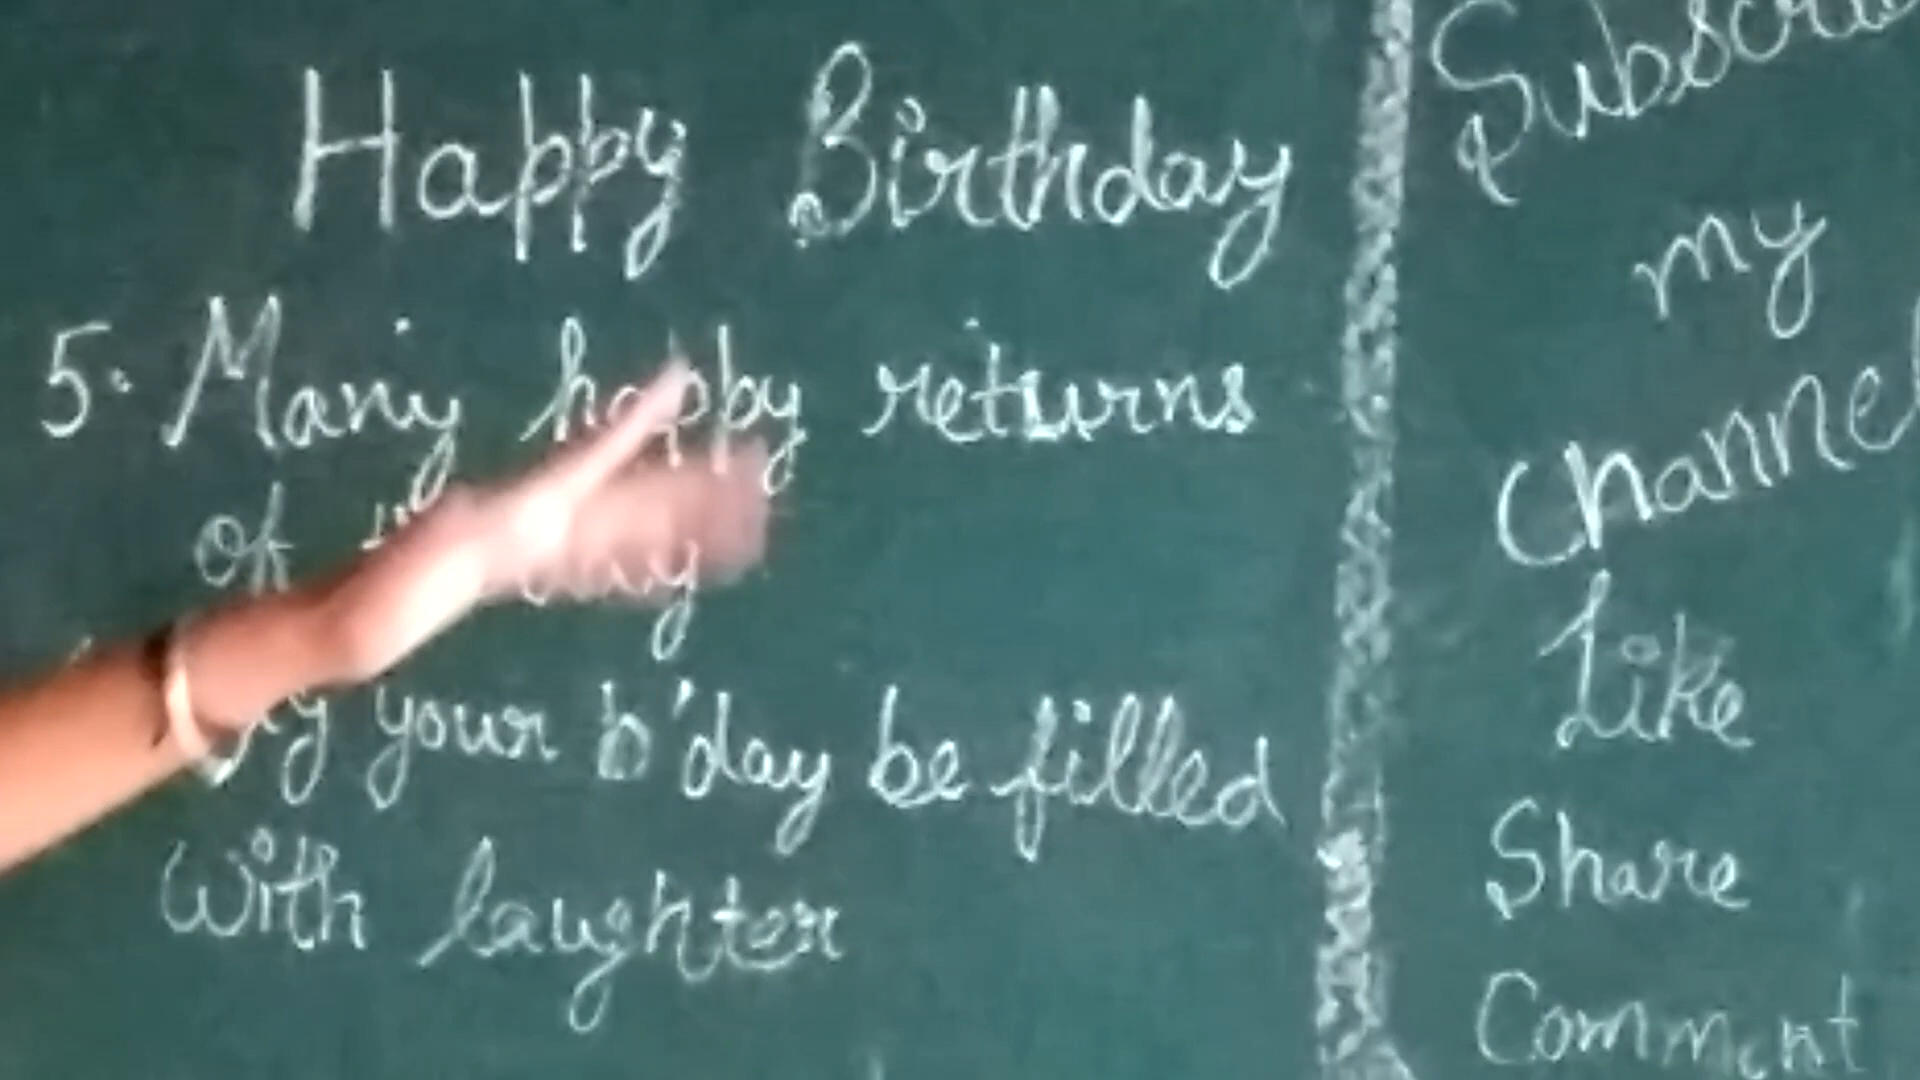 Happy Birthday
5. Many happy returns
of day
your b'day be filled
with laughter
Subscri
my
Channel
Like
Share
Comment